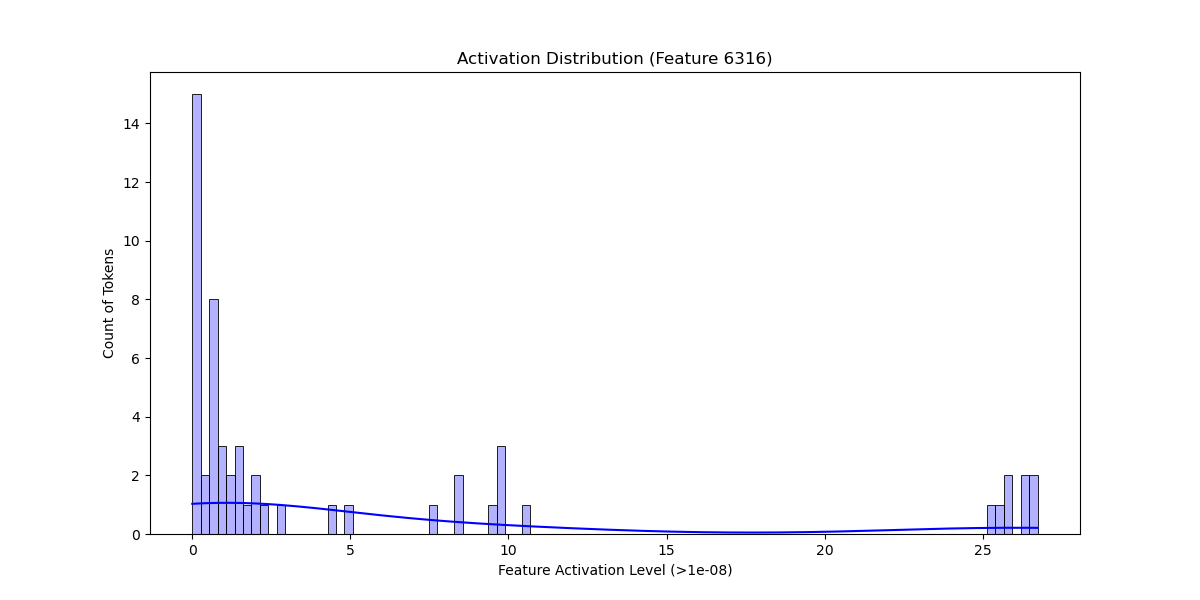 Activation Distribution (Feature 6316)
14
12
10
8
6
4
2
0
Count of Tokens
0 5 10 15 20 25
Feature Activation Level (>1e-08)